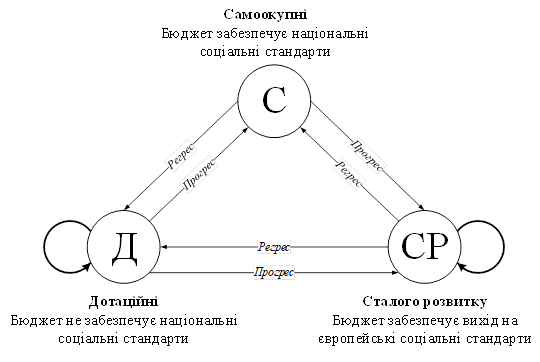 Самоокупні
Бюджет забезпечує національні
соціальні стандарти
С
Регрес
Прогрес
Прогрес
Регрес
Д
Регрес
Прогрес
СР
Дотаційні
Бюджет не забезпечує національні
соціальні стандарти
Сталого розвитку
Бюджет забезпечує вихід на
європейські соціальні стандарти